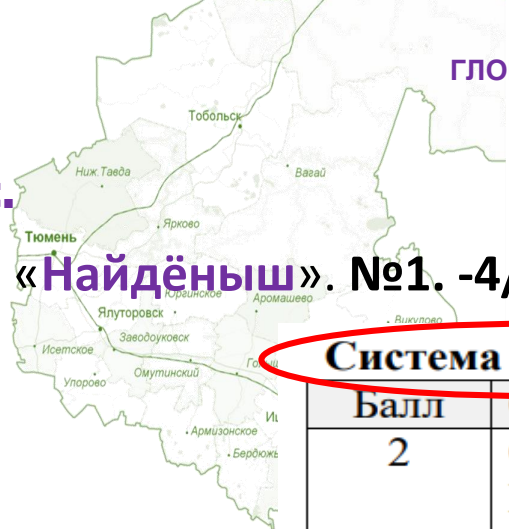 ГЛО
Тобольск
Ниж.Тавда
Вагай
Ярково
Тюмень
«Найдёныш». №1. -4/
Юргинское
Аромашево
Ялуторовск
Викулово
Заводоуковск
Исетское
Омутинский
Упорово
Система
Балл
Армизонское
2